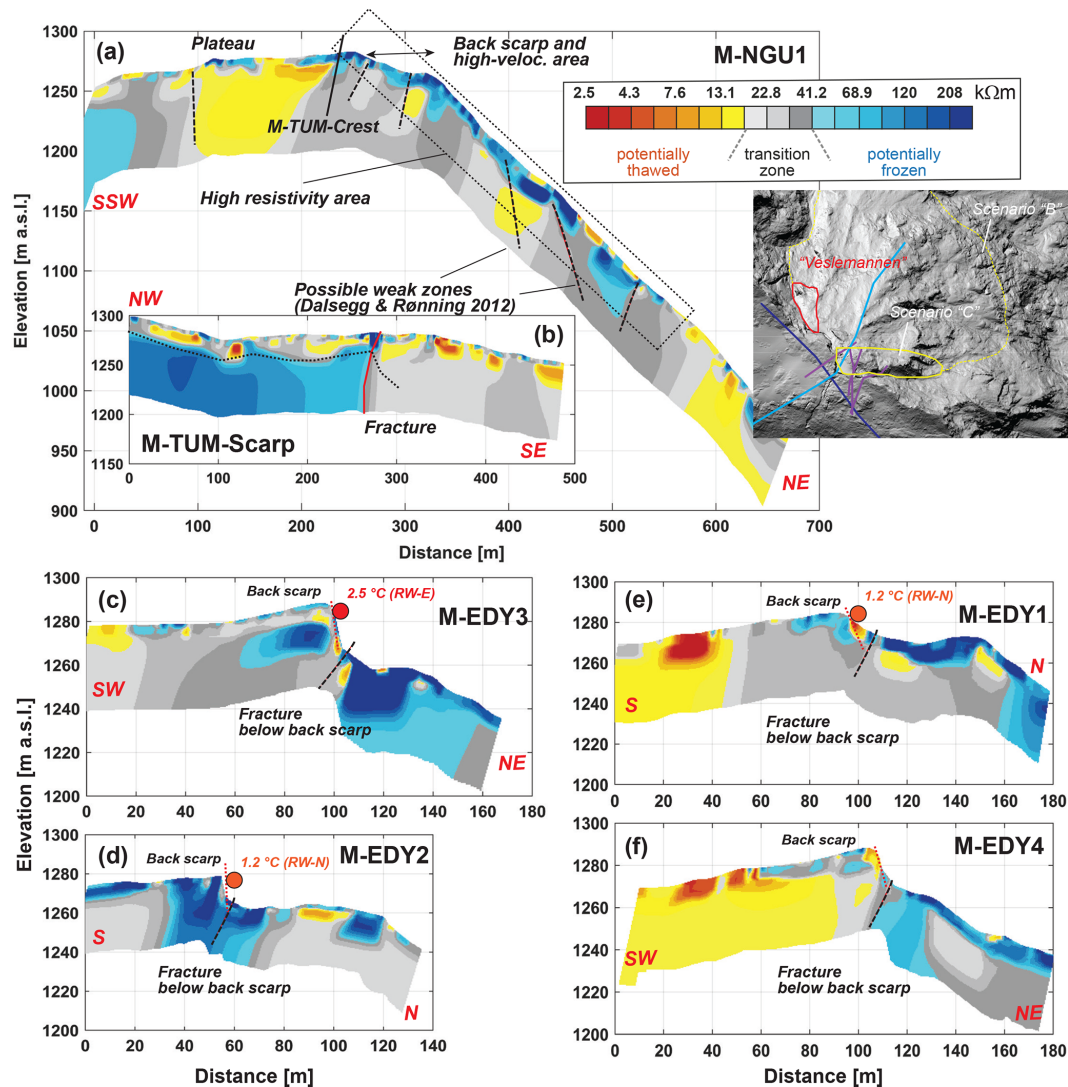 (a)
Plateau
Back scarp and
high-veloc. area
M-NGU1
M-TUM-Crest
High resistivity area
Possible weak zones
(Dalsegg & Rønning 2012)
SSW
NE
1300
1250
1200
1150
1100
1050
1000
950
900
Elevation [m a.s.l.]
0 100 200 300 400 500 600 700
Distance [m]
2.5 4.3 7.6 13.1 22.8 41.2 68.9 120 208 kΩm
potentially
thawed
transition
zone
potentially
frozen
Scenario “B”
“Veslemannen”
Scenario “C”
NW
(b)
1300
1250
1200
1150
Fracture
M-TUM-Scarp
SE
0 100 200 300 400 500
(c)
Back scarp
2.5 °C (RW-E)
M-EDY3
SW
Fracture
below back scarp
NE
1300
1280
1260
1240
1220
1200
0 20 40 60 80 100 120 140 160 180
Elevation [m a.s.l.]
(e)
Back scarp
1.2 °C (RW-N)
M-EDY1
S
N
Fracture
below back scarp
1300
1280
1260
1240
1220
1200
0 20 40 60 80 100 120 140 160 180
(d)
Back scarp
1.2 °C (RW-N)
M-EDY2
S
Fracture
below back scarp
N
1300
1280
1260
1240
1220
1200
0 20 40 60 80 100 120 140
Distance [m]
(f)
Back scarp
M-EDY4
SW
Fracture
below back scarp
NE
1300
1280
1260
1240
1220
1200
0 20 40 60 80 100 120 140 160 180
Distance [m]